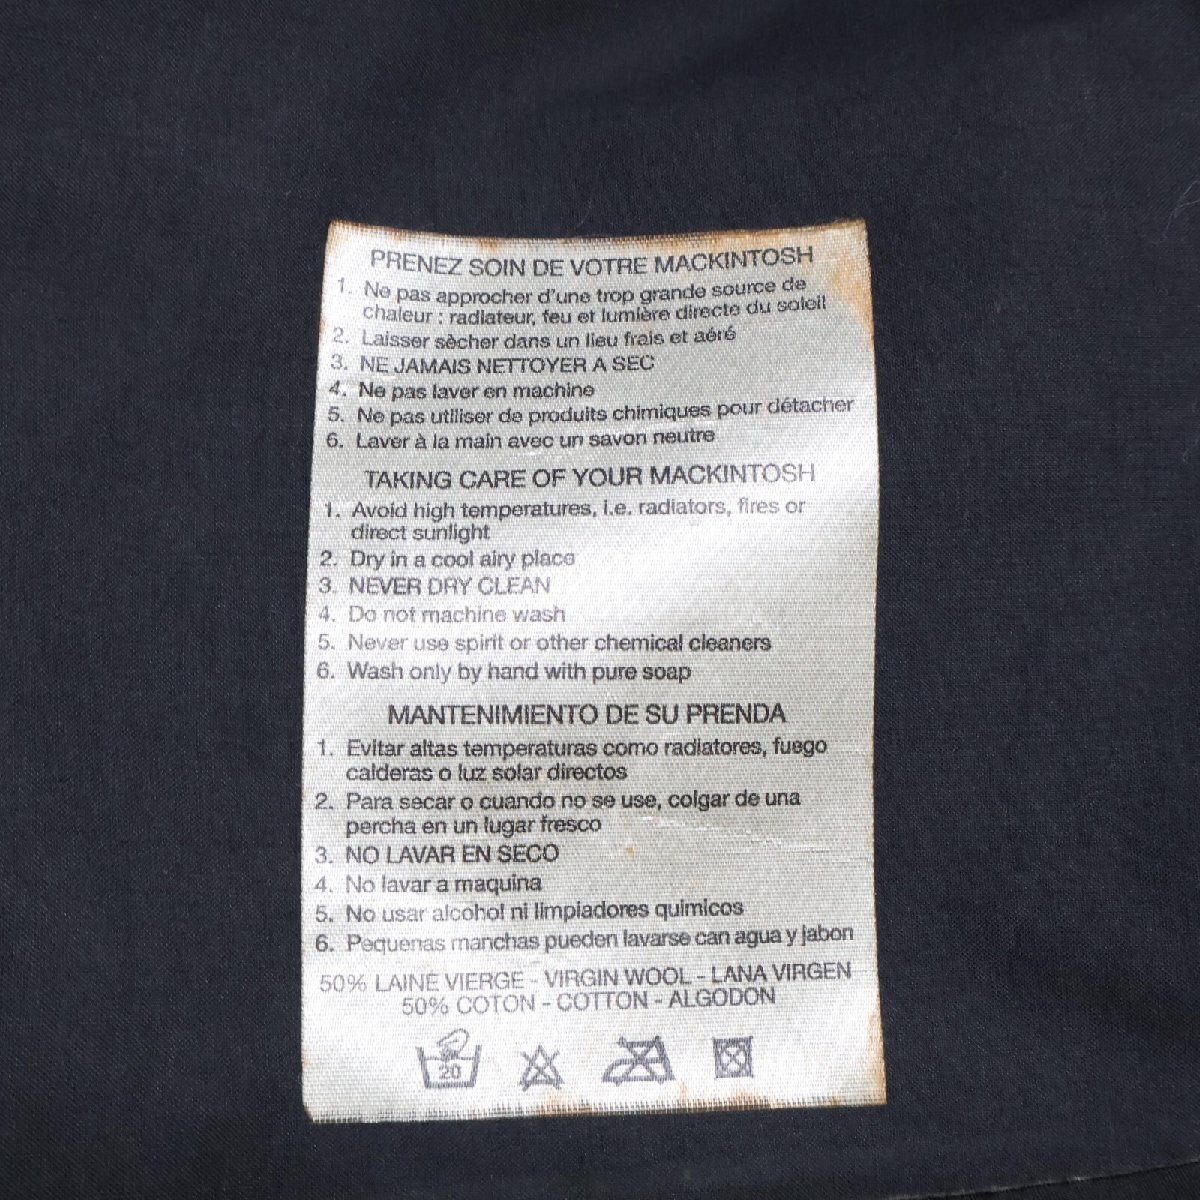 PRENEZ SOIN DE VOTRE MACKINTOSH
1. Ne pas approcher d'une trop grande source de
chaleur : radiateur, feu et lumière directe du soleil
2. Laisser sècher dans un lieu frais et aéré
3. NE JAMAIS NETTOYER A SEC
4. Ne pas laver en machine
5. Ne pas utiliser de produits chimiques pour détacher
6. Laver à la main avec un savon neutre
TAKING CARE OF YOUR MACKINTOSH
1. Avoid high temperatures, i.e. radiators, fires or
direct sunlight
2. Dry in a cool airy place
3. NEVER DRY CLEAN
4. Do not machine wash
5. Never use spirit or other chemical cleaners
6. Wash only by hand with pure soap
MANTENIMIENTO DE SU PRENDA
1. Evitar altas temperaturas como radiatores, fuego
calderas o luz solar directos
2. Para secar o cuando no se use, colgar de una
percha en un lugar fresco
3. NO LAVAR EN SECO
4. No lavar a maquina
5. No usar alcohol ni limpiadores quimicos
6. Pequenas manchas pueden lavarse can agua y jabon
50% LAINE VIERGE - VIRGIN WOOL - LANA VIRGEN
50% COTON - COTTON - ALGODON
20